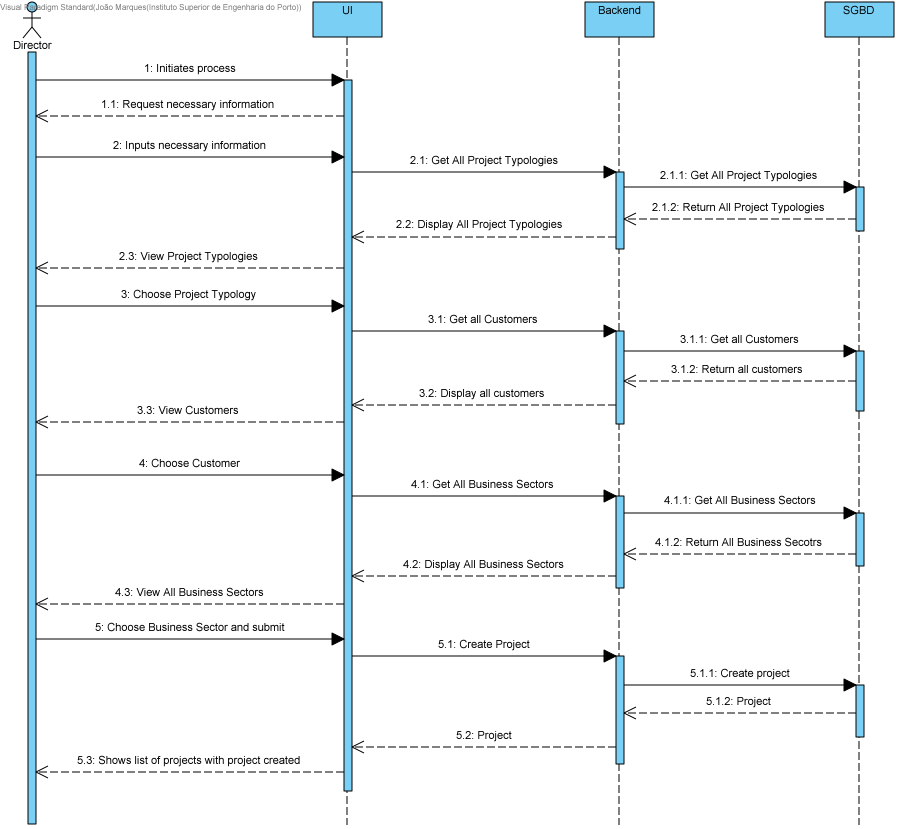 Visual Paradigm Standard(João Marques(Instituto Superior de Engenharia do Porto))
Director
UI
Backend
SGBD
1: Initiates process
1.1: Request necessary information
2: Inputs necessary information
2.1: Get All Project Typologies
2.1.1: Get All Project Typologies
2.1.2: Return All Project Typologies
2.2: Display All Project Typologies
2.3: View Project Typologies
3: Choose Project Typology
3.1: Get all Customers
3.1.1: Get all Customers
3.1.2: Return all customers
3.2: Display all customers
3.3: View Customers
4: Choose Customer
4.1: Get All Business Sectors
4.1.1: Get All Business Sectors
4.1.2: Return All Business Secotrs
4.2: Display All Business Sectors
4.3: View All Business Sectors
5: Choose Business Sector and submit
5.1: Create Project
5.1.1: Create project
5.1.2: Project
5.2: Project
5.3: Shows list of projects with project created